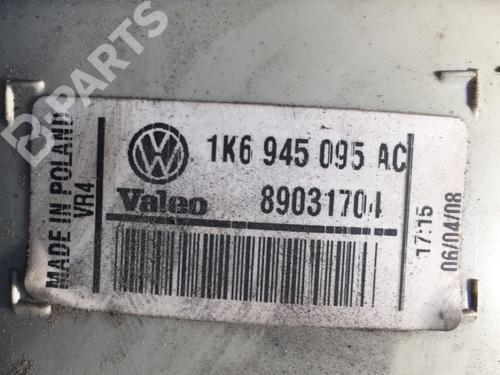 B-PARTS
MADE IN POLAND
VR4
1K6 945 095 AC
Valeo
89031704
17:15
06/04/08